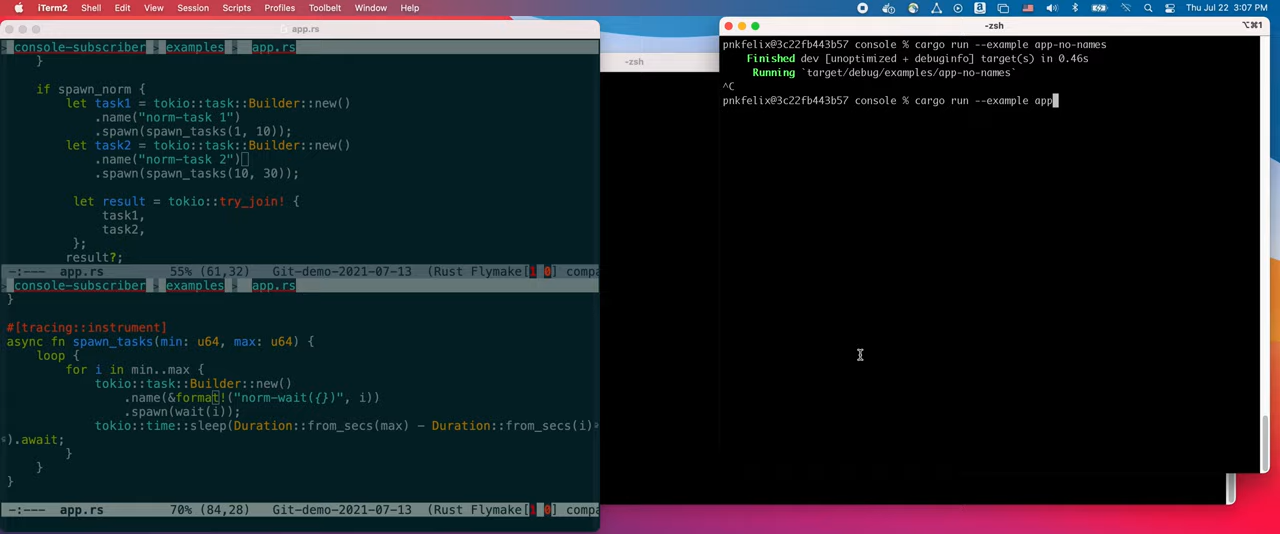 iTerm2 Shell Edit View Session Scripts Profiles Toolbelt Window Help
Thu Jul 22 3:07 PM
app.rs
console-subscriber > examples > app.rs
}
if spawn_norm {
let task1 = tokio::task::Builder::new()
.name("norm-task 1")
.spawn(spawn_tasks(1, 10));
let task2 = tokio::task::Builder::new()
.name("norm-task 2")
.spawn(spawn_tasks(10, 30));
let result = tokio::try_join! {
task1,
task2,
};
result?;
-:--- app.rs 55% (61,32) Git-demo-2021-07-13 (Rust Flymake[1 0] compa
console-subscriber > examples > app.rs
}
#[tracing::instrument]
async fn spawn_tasks(min: u64, max: u64) {
loop {
for i in min..max {
tokio::task::Builder::new()
.name(&format!("norm-wait({})", i))
.spawn(wait(i));
tokio::time::sleep(Duration::from_secs(max) - Duration::from_secs(i)
).await;
}
}
}
-:--- app.rs 70% (84,28) Git-demo-2021-07-13 (Rust Flymake[1 0] compa
-zsh
-zsh
⌥⌘1
pnkfelix@3c22fb443b57 console % cargo run --example app-no-names
Finished dev [unoptimized + debuginfo] target(s) in 0.46s
Running `target/debug/examples/app-no-names`
^C
pnkfelix@3c22fb443b57 console % cargo run --example app